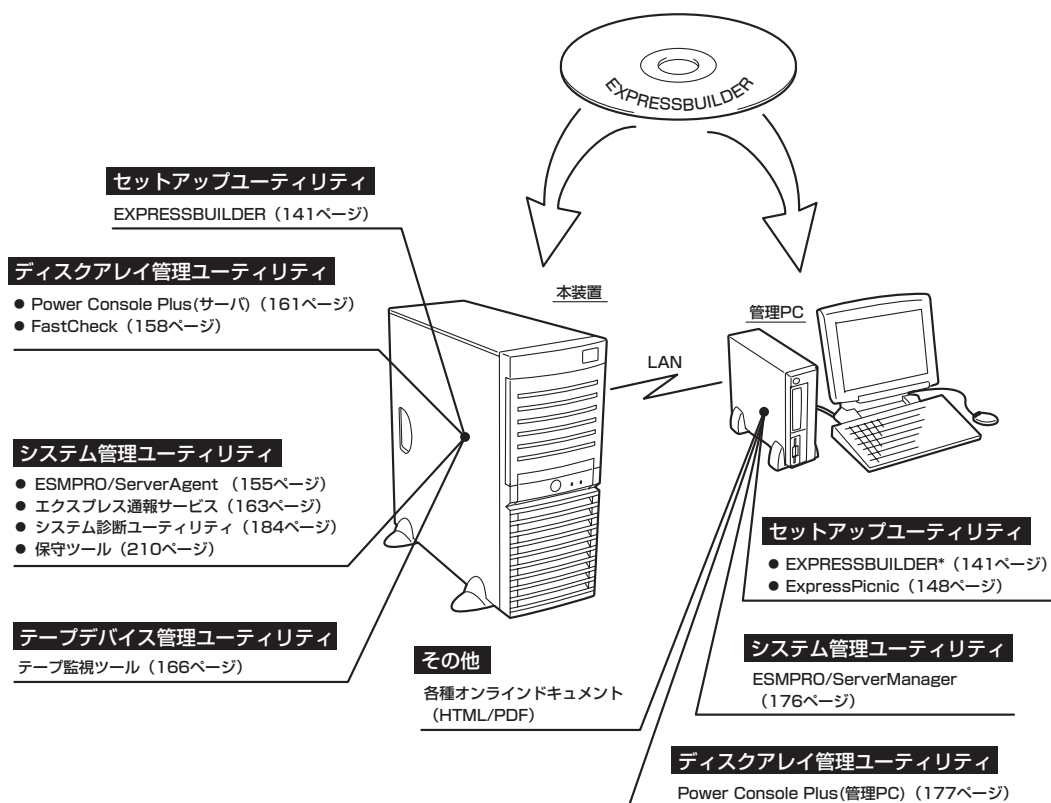 EXPRESSBUILDER
セットアップユーティリティ
EXPRESSBUILDER（141ページ）
ディスクアレイ管理ユーティリティ
● Power Console Plus(サーバ)（161ページ）
● FastCheck（158ページ）
システム管理ユーティリティ
● ESMPRO/ServerAgent （155ページ）
● エクスプレス通報サービス（163ページ）
● システム診断ユーティリティ（184ページ）
● 保守ツール（210ページ）
テープデバイス管理ユーティリティ
テープ監視ツール（166ページ）
本装置
LAN
管理PC
その他
各種オンラインドキュメント
（HTML/PDF）
セットアップユーティリティ
● EXPRESSBUILDER*（141ページ）
● ExpressPicnic（148ページ）
システム管理ユーティリティ
ESMPRO/ServerManager
（176ページ）
ディスクアレイ管理ユーティリティ
Power Console Plus(管理PC)（177ページ）